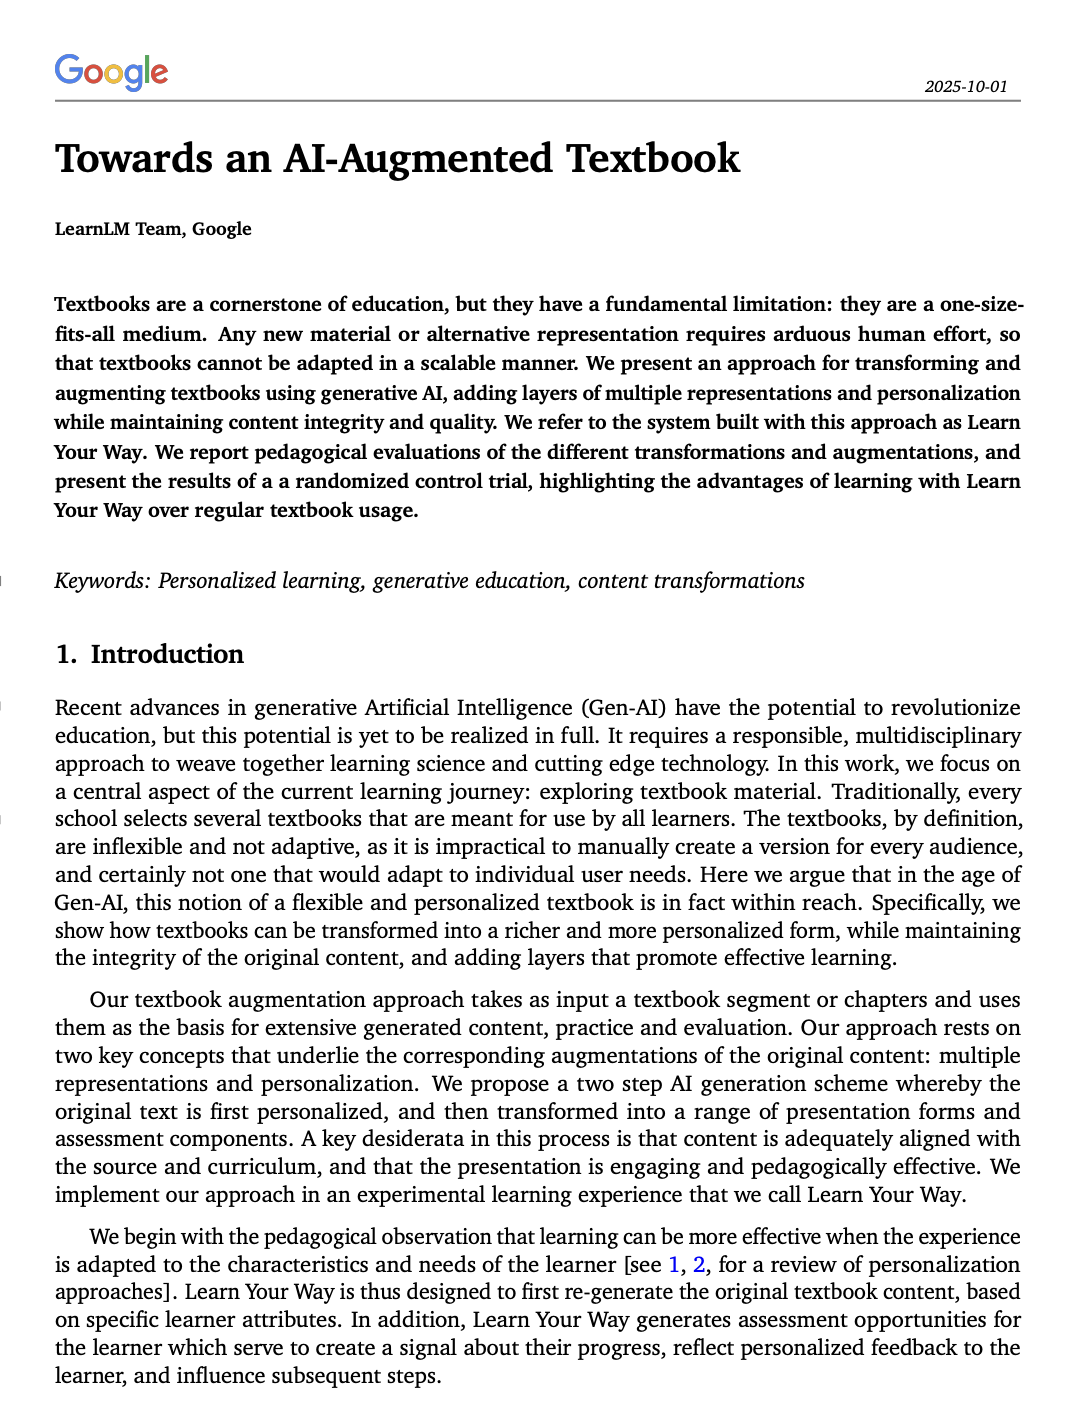 Google
2025-10-01
Towards an AI-Augmented Textbook
LearnLM Team, Google
Textbooks are a cornerstone of education, but they have a fundamental limitation: they are a one-size-
fits-all medium. Any new material or alternative representation requires arduous human effort, so
that textbooks cannot be adapted in a scalable manner. We present an approach for transforming and
augmenting textbooks using generative AI, adding layers of multiple representations and personalization
while maintaining content integrity and quality. We refer to the system built with this approach as Learn
Your Way. We report pedagogical evaluations of the different transformations and augmentations, and
present the results of a a randomized control trial, highlighting the advantages of learning with Learn
Your Way over regular textbook usage.
Keywords: Personalized learning, generative education, content transformations
1. Introduction
Recent advances in generative Artificial Intelligence (Gen-AI) have the potential to revolutionize
education, but this potential is yet to be realized in full. It requires a responsible, multidisciplinary
approach to weave together learning science and cutting edge technology. In this work, we focus on
a central aspect of the current learning journey: exploring textbook material. Traditionally, every
school selects several textbooks that are meant for use by all learners. The textbooks, by definition,
are inflexible and not adaptive, as it is impractical to manually create a version for every audience,
and certainly not one that would adapt to individual user needs. Here we argue that in the age of
Gen-AI, this notion of a flexible and personalized textbook is in fact within reach. Specifically, we
show how textbooks can be transformed into a richer and more personalized form, while maintaining
the integrity of the original content, and adding layers that promote effective learning.
Our textbook augmentation approach takes as input a textbook segment or chapters and uses
them as the basis for extensive generated content, practice and evaluation. Our approach rests on
two key concepts that underlie the corresponding augmentations of the original content: multiple
representations and personalization. We propose a two step AI generation scheme whereby the
original text is first personalized, and then transformed into a range of presentation forms and
assessment components. A key desiderata in this process is that content is adequately aligned with
the source and curriculum, and that the presentation is engaging and pedagogically effective. We
implement our approach in an experimental learning experience that we call Learn Your Way.
We begin with the pedagogical observation that learning can be more effective when the experience
is adapted to the characteristics and needs of the learner [see 1, 2, for a review of personalization
approaches]. Learn Your Way is thus designed to first re-generate the original textbook content, based
on specific learner attributes. In addition, Learn Your Way generates assessment opportunities for
the learner which serve to create a signal about their progress, reflect personalized feedback to the
learner, and influence subsequent steps.